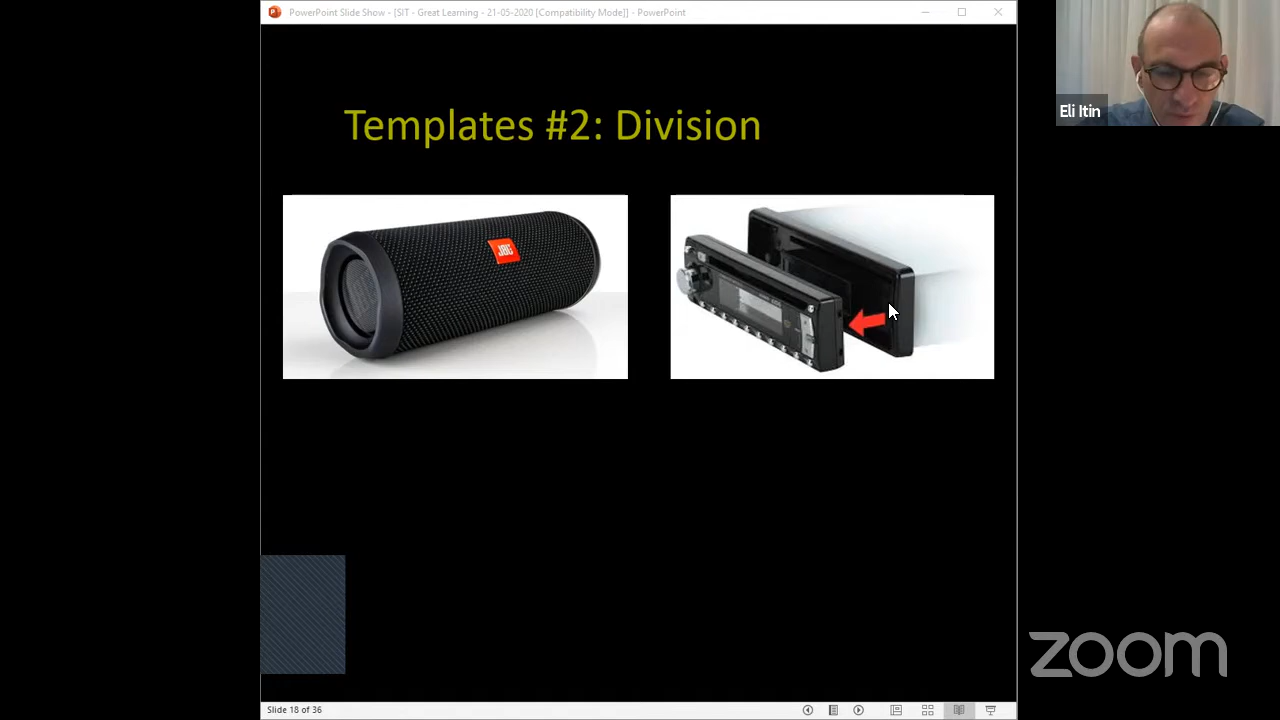 PowerPoint Slide Show - [SIT - Great Learning - 21-05-2020 [Compatibility Mode]] - PowerPoint
Eli Itin
Templates #2: Division
JBL
zoom
Slide 18 of 36